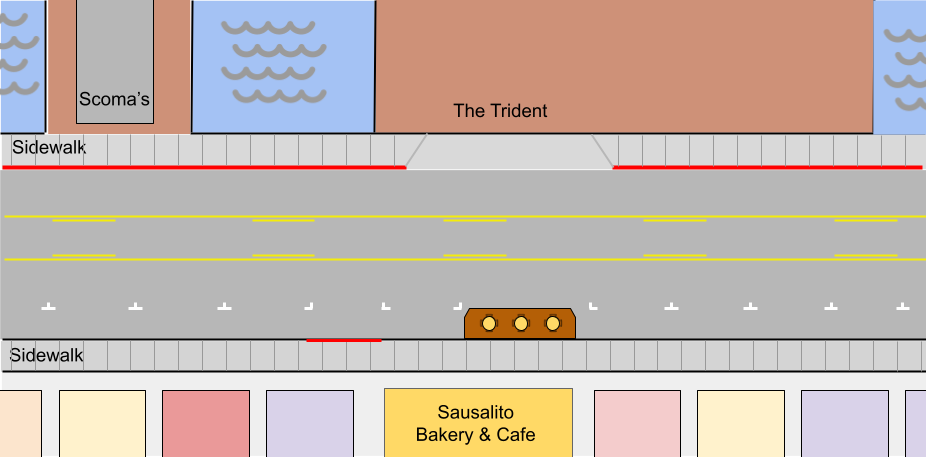 Scoma's
The Trident
Sidewalk
Sidewalk
Sausalito
Bakery & Cafe